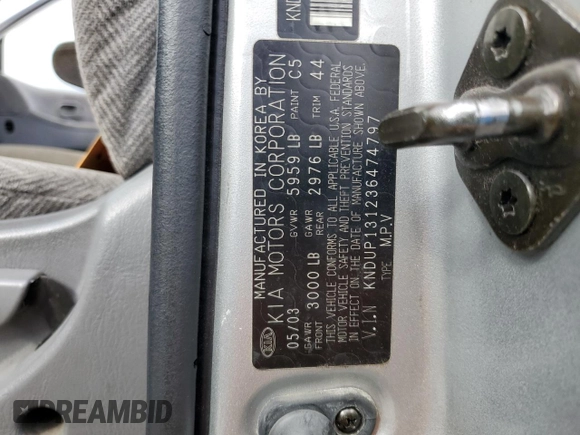 KND
MANUFACTURED IN KOREA BY
KIA MOTORS CORPORATION
KIA
05/03 GVWR 5959 LB PAINT C5
GAWR FRONT 3000 LB GAWR REAR 2976 LB TRIM 44
THIS VEHICLE CONFORMS TO ALL APPLICABLE U.S.A. FEDERAL
MOTOR VEHICLE SAFETY AND THEFT PREVENTION STANDARDS
IN EFFECT ON THE DATE OF MANUFACTURE SHOWN ABOVE.
V.I.N KNDUP131236474797
TYPE M.P.V
DREAMBID